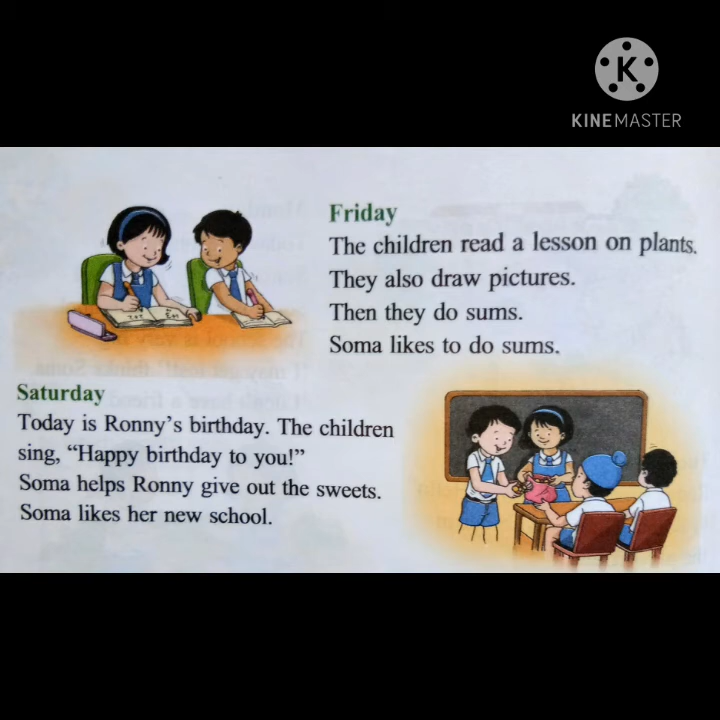 KINEMASTER
Friday
The children read a lesson on plants.
They also draw pictures.
Then they do sums.
Soma likes to do sums.
Saturday
Today is Ronny's birthday. The children
sing, "Happy birthday to you!"
Soma helps Ronny give out the sweets.
Soma likes her new school.